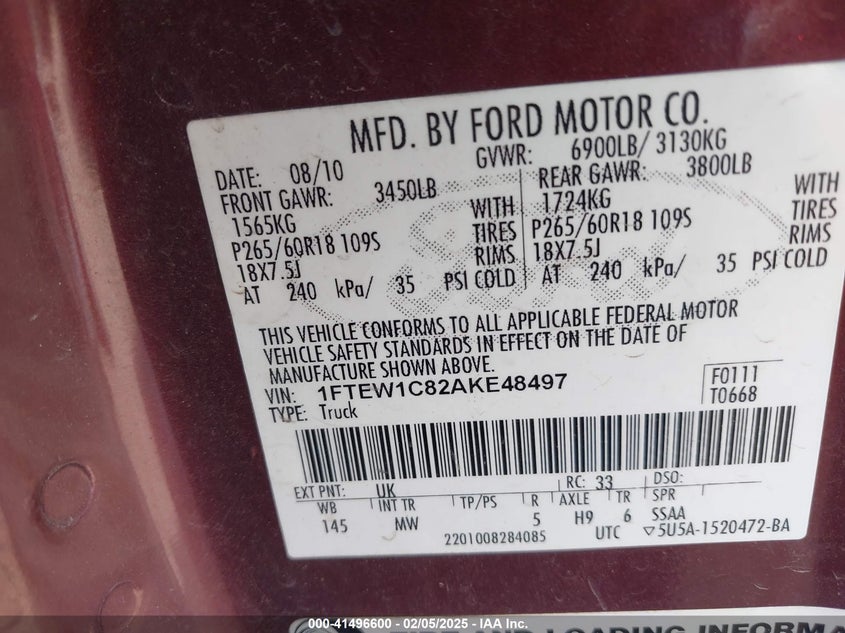 MFD. BY FORD MOTOR CO.
DATE: 08/10 GVWR: 6900LB/ 3130KG
FRONT GAWR: 3450LB REAR GAWR: 3800LB
1565KG WITH 1724KG WITH
P265/60R18 109S TIRES P265/60R18 109S TIRES
18X7.5J RIMS 18X7.5J RIMS
AT 240 kPa/ 35 PSI COLD AT 240 kPa/ 35 PSI COLD
THIS VEHICLE CONFORMS TO ALL APPLICABLE FEDERAL MOTOR
VEHICLE SAFETY STANDARDS IN EFFECT ON THE DATE OF
MANUFACTURE SHOWN ABOVE.
VIN: 1FTEW1C82AKE48497 F0111
TYPE: Truck T0668
EXT PNT: UK RC: 33 DSO:
WB INT TR TP/PS R AXLE TR SPR
145 MW 5 H9 6 SSAA
2201008284085 UTC ▽5U5A-1520472-BA
TIRE AND LOADING INFORMA
000-41496600 - 02/05/2025 - IAA Inc.